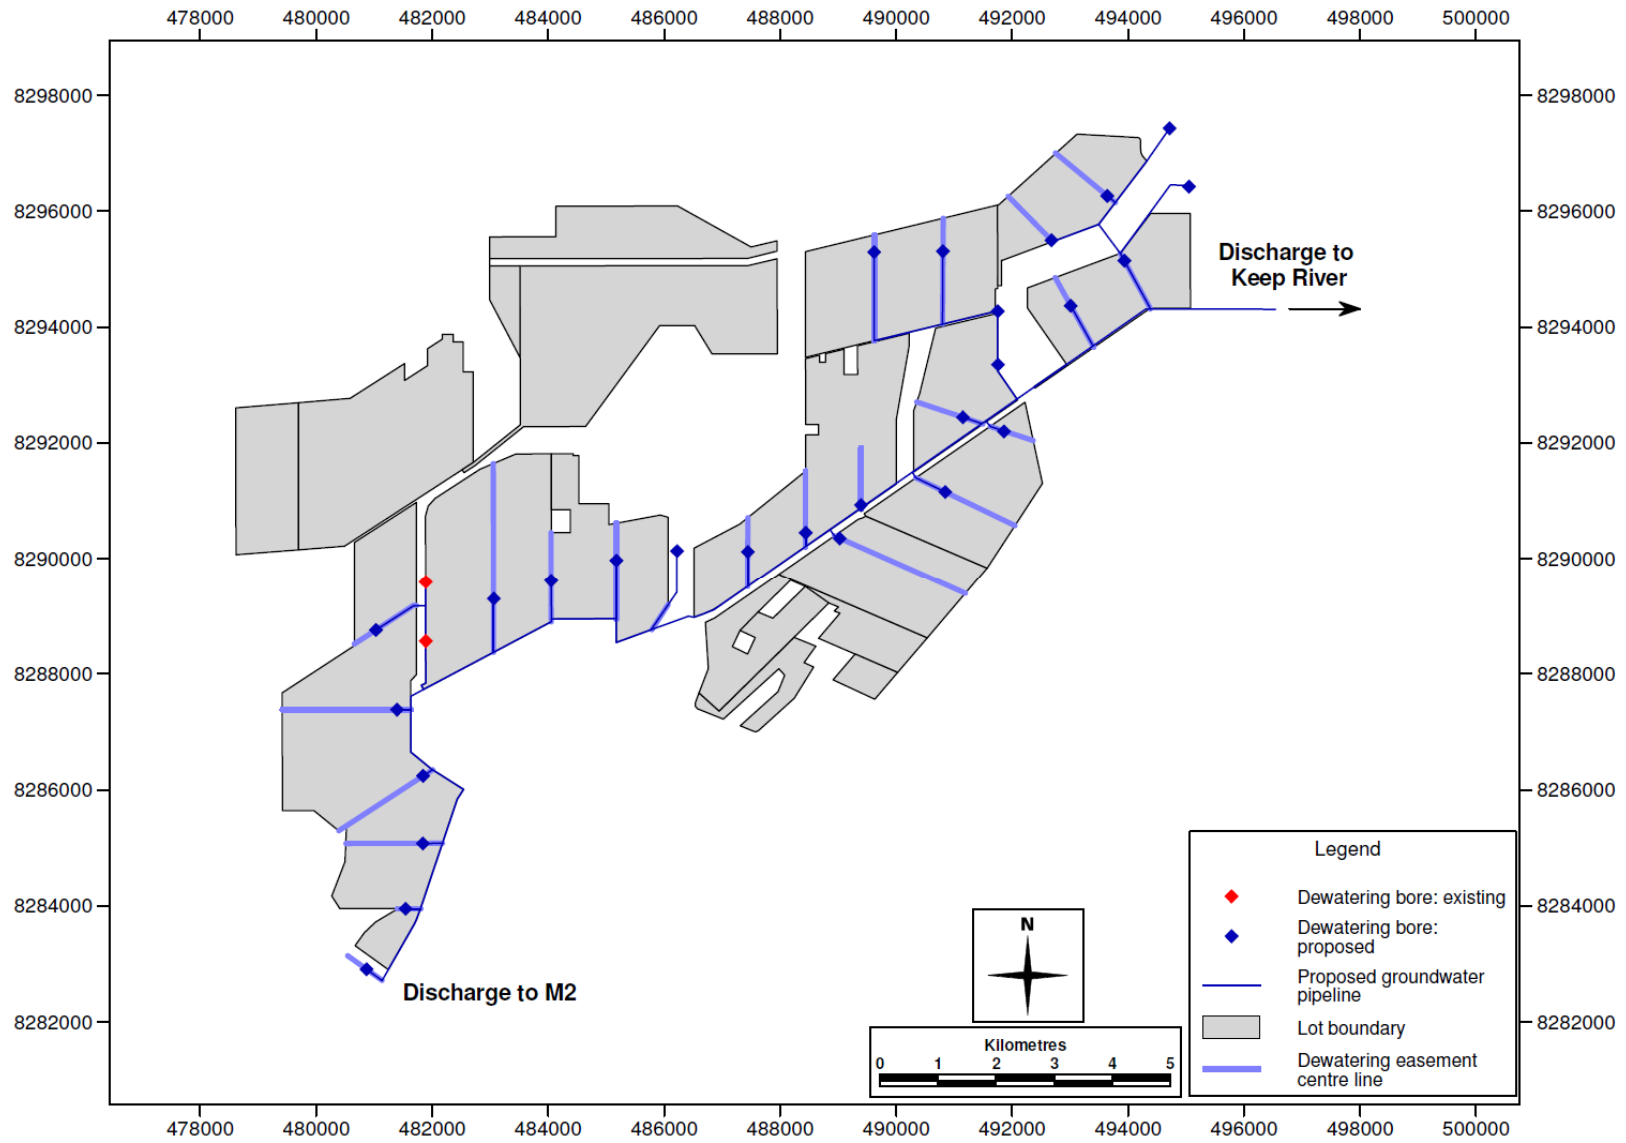 478000 480000 482000 484000 486000 488000 490000 492000 494000 496000 498000 500000
8298000 8298000
8296000 8296000
Discharge to
Keep River
8294000 8294000
8292000 8292000
8290000 8290000
8288000 8288000
8286000 8286000
8284000 8284000
8282000 8282000
Discharge to M2
N
Kilometres
0 1 2 3 4 5
Legend
Dewatering bore: existing
Dewatering bore:
proposed
Proposed groundwater
pipeline
Lot boundary
Dewatering easement
centre line
478000 480000 482000 484000 486000 488000 490000 492000 494000 496000 498000 500000